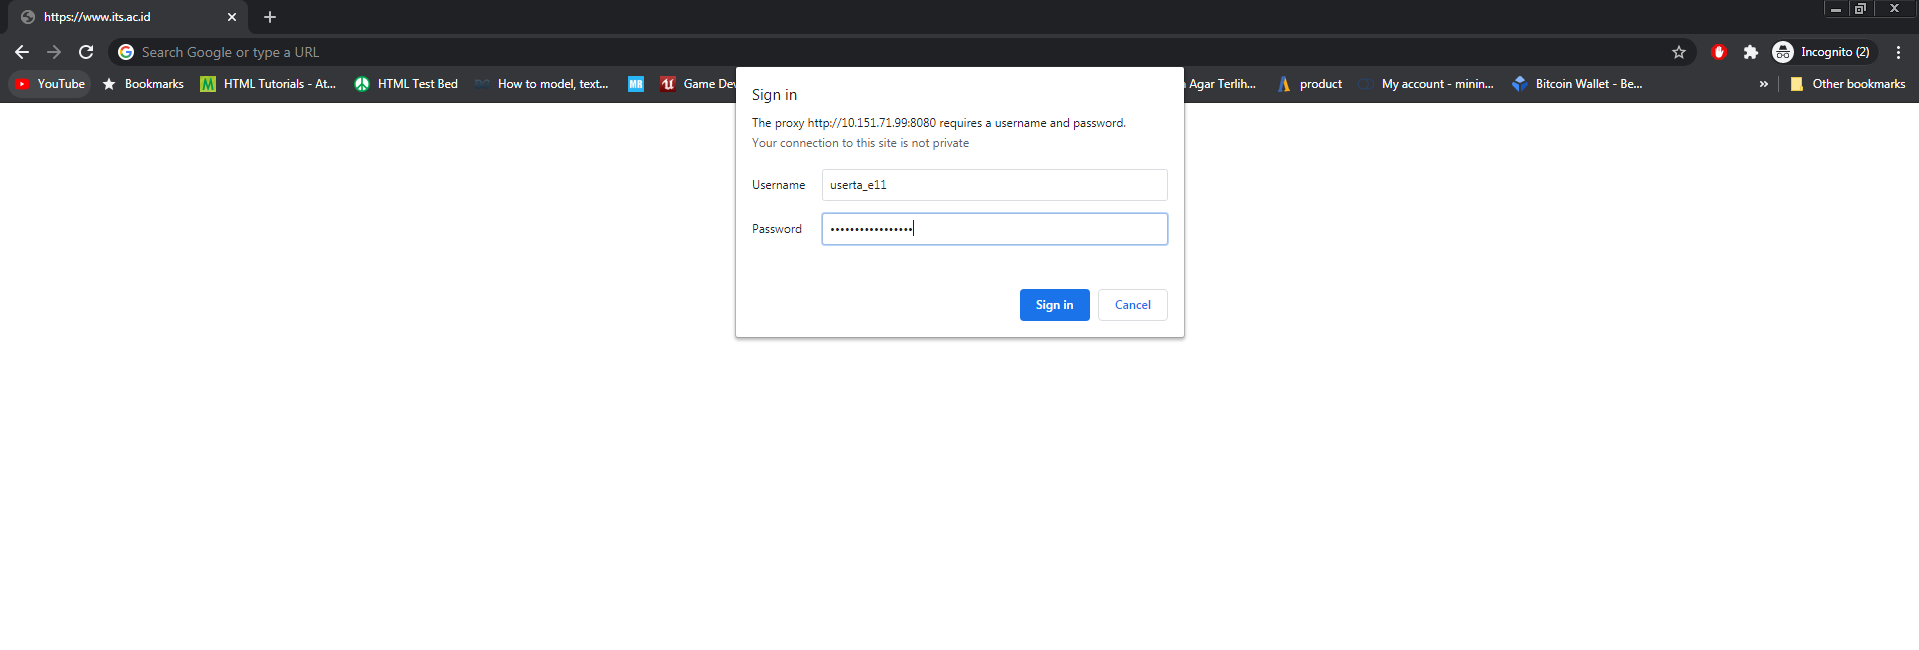 https://www.its.ac.id
Search Google or type a URL
Incognito (2)
YouTube Bookmarks HTML Tutorials - At... HTML Test Bed How to model, text... MR Game Dev Agar Terlih... product My account - minin... Bitcoin Wallet - Be... » Other bookmarks
Sign in
The proxy http://10.151.71.99:8080 requires a username and password.
Your connection to this site is not private
Username userta_e11
Password •••••••••••••••••
Sign in Cancel